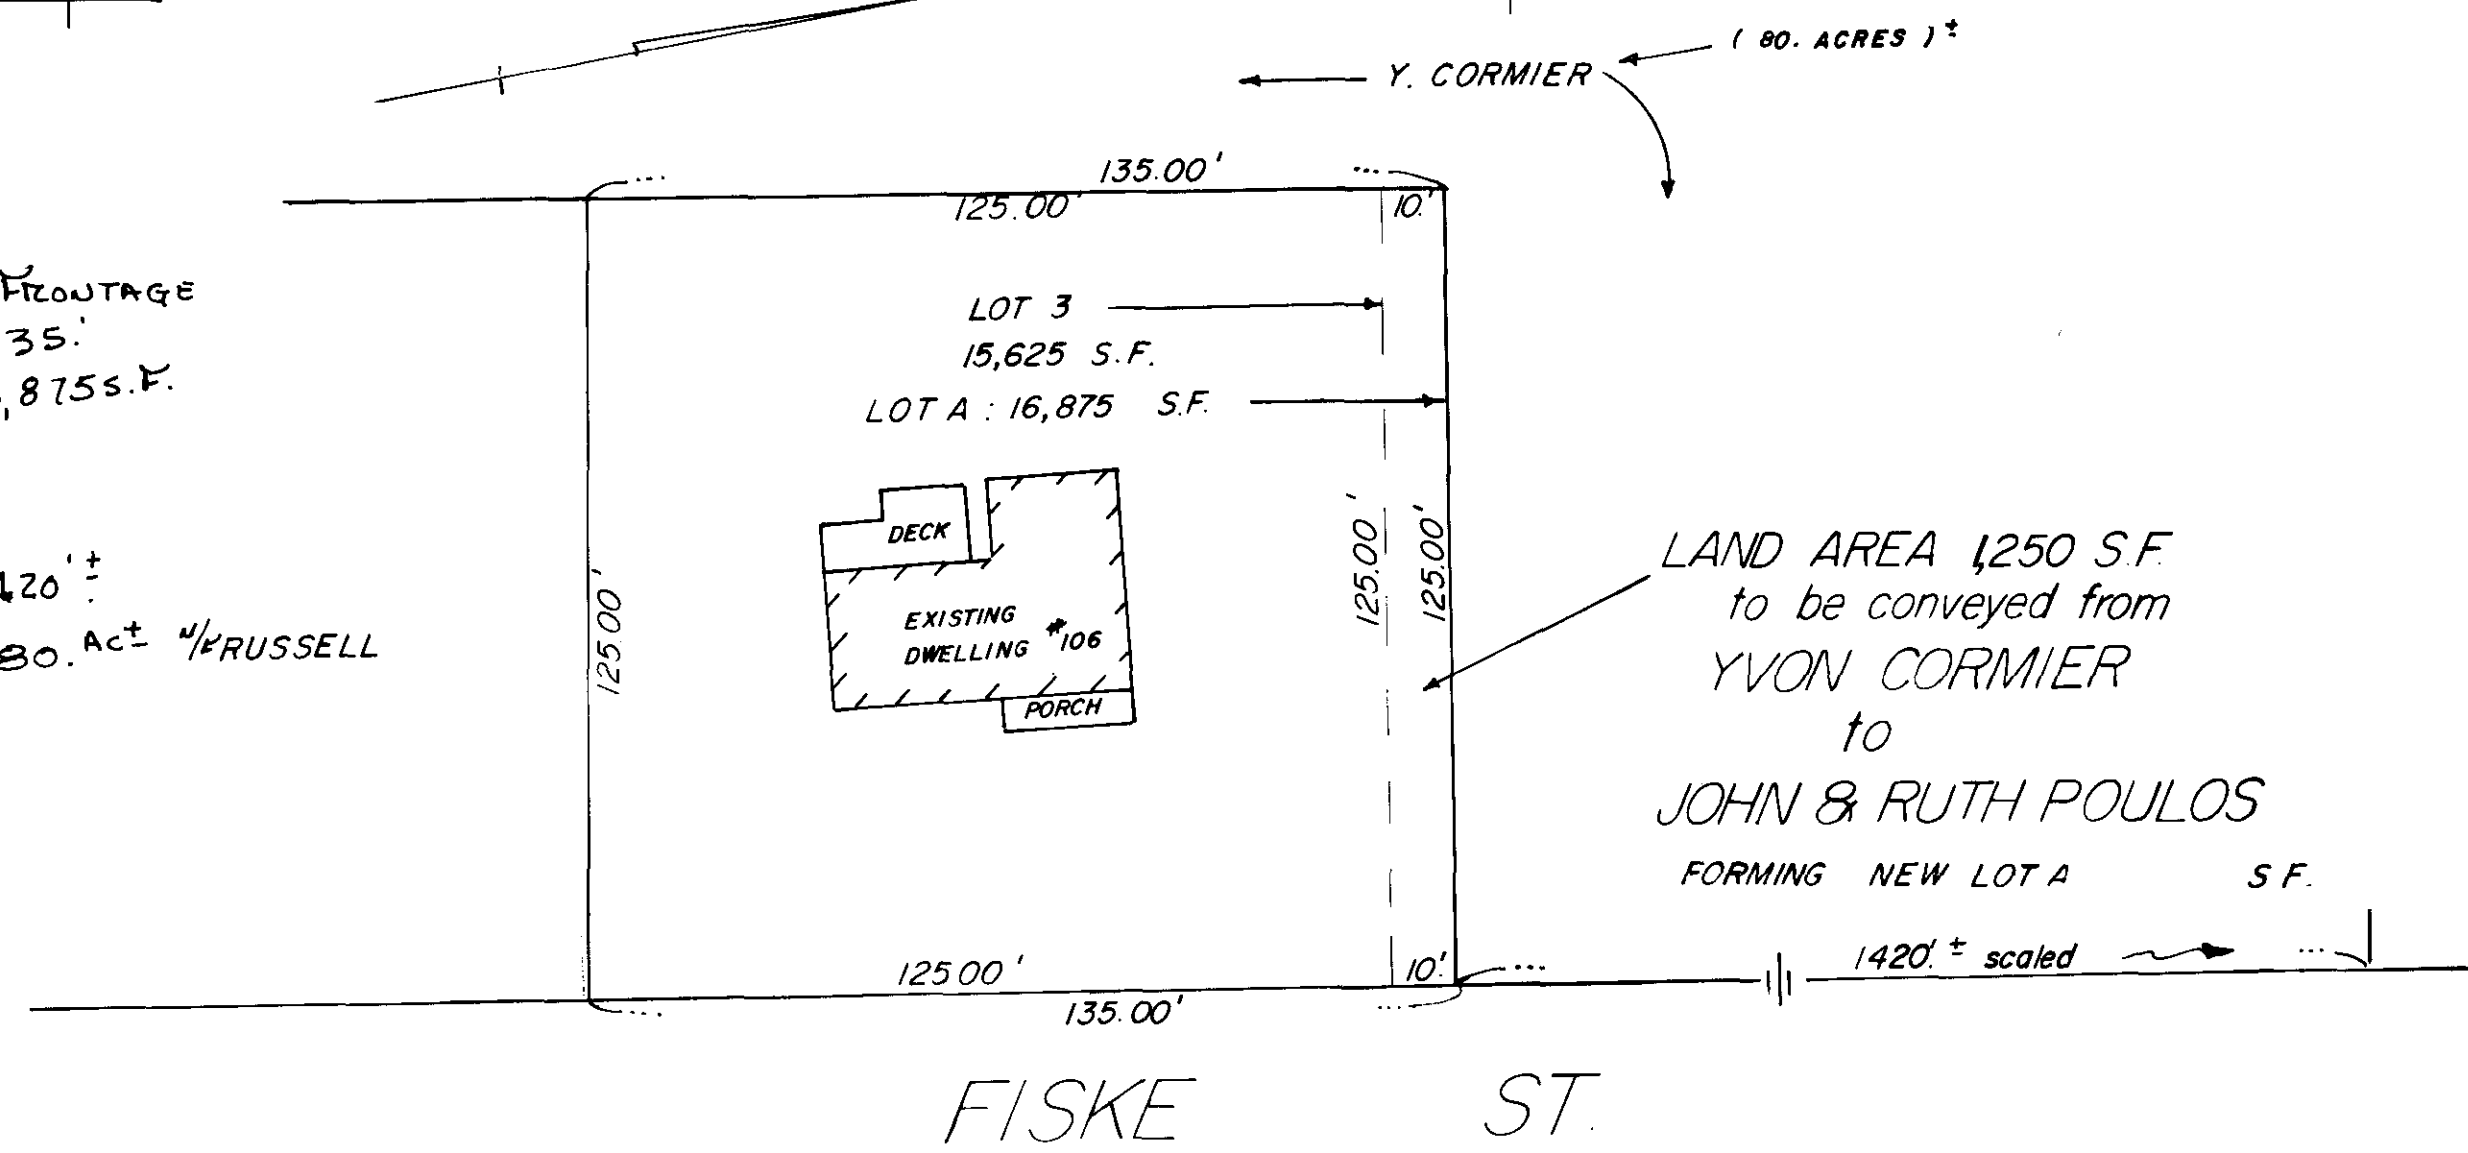 ( 80. ACRES )±
Y. CORMIER
135.00'
125.00'
10.'
FRONTAGE
35.'
,875 S.F.
LOT 3
15,625 S.F.
LOT A : 16,875 S.F.
DECK
EXISTING
DWELLING #106
PORCH
125.00'
125.00'
125.00'
420'±
80. Ac± N/F RUSSELL
LAND AREA 1,250 S.F.
to be conveyed from
YVON CORMIER
to
JOHN & RUTH POULOS
FORMING NEW LOT A S F.
1420.'± scaled
125 00'
10.'
135.00'
FISKE ST.